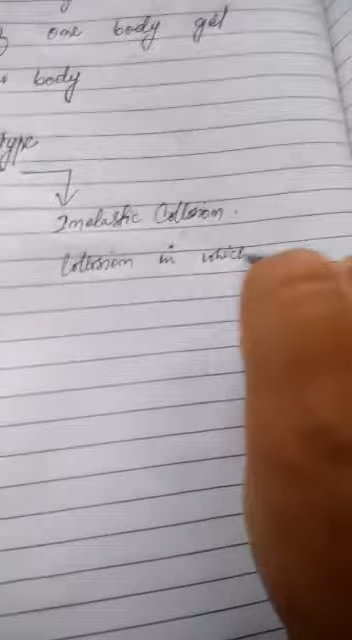 one body get
body
type
Inelastic Collision.
Collision in which